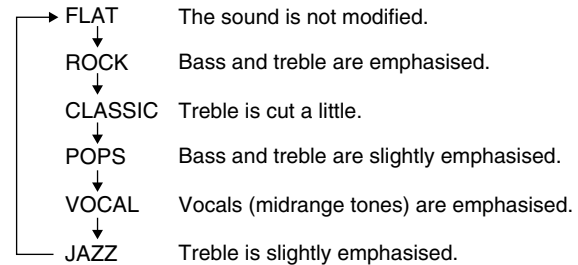 FLAT The sound is not modified.
ROCK Bass and treble are emphasised.
CLASSIC Treble is cut a little.
POPS Bass and treble are slightly emphasised.
VOCAL Vocals (midrange tones) are emphasised.
JAZZ Treble is slightly emphasised.